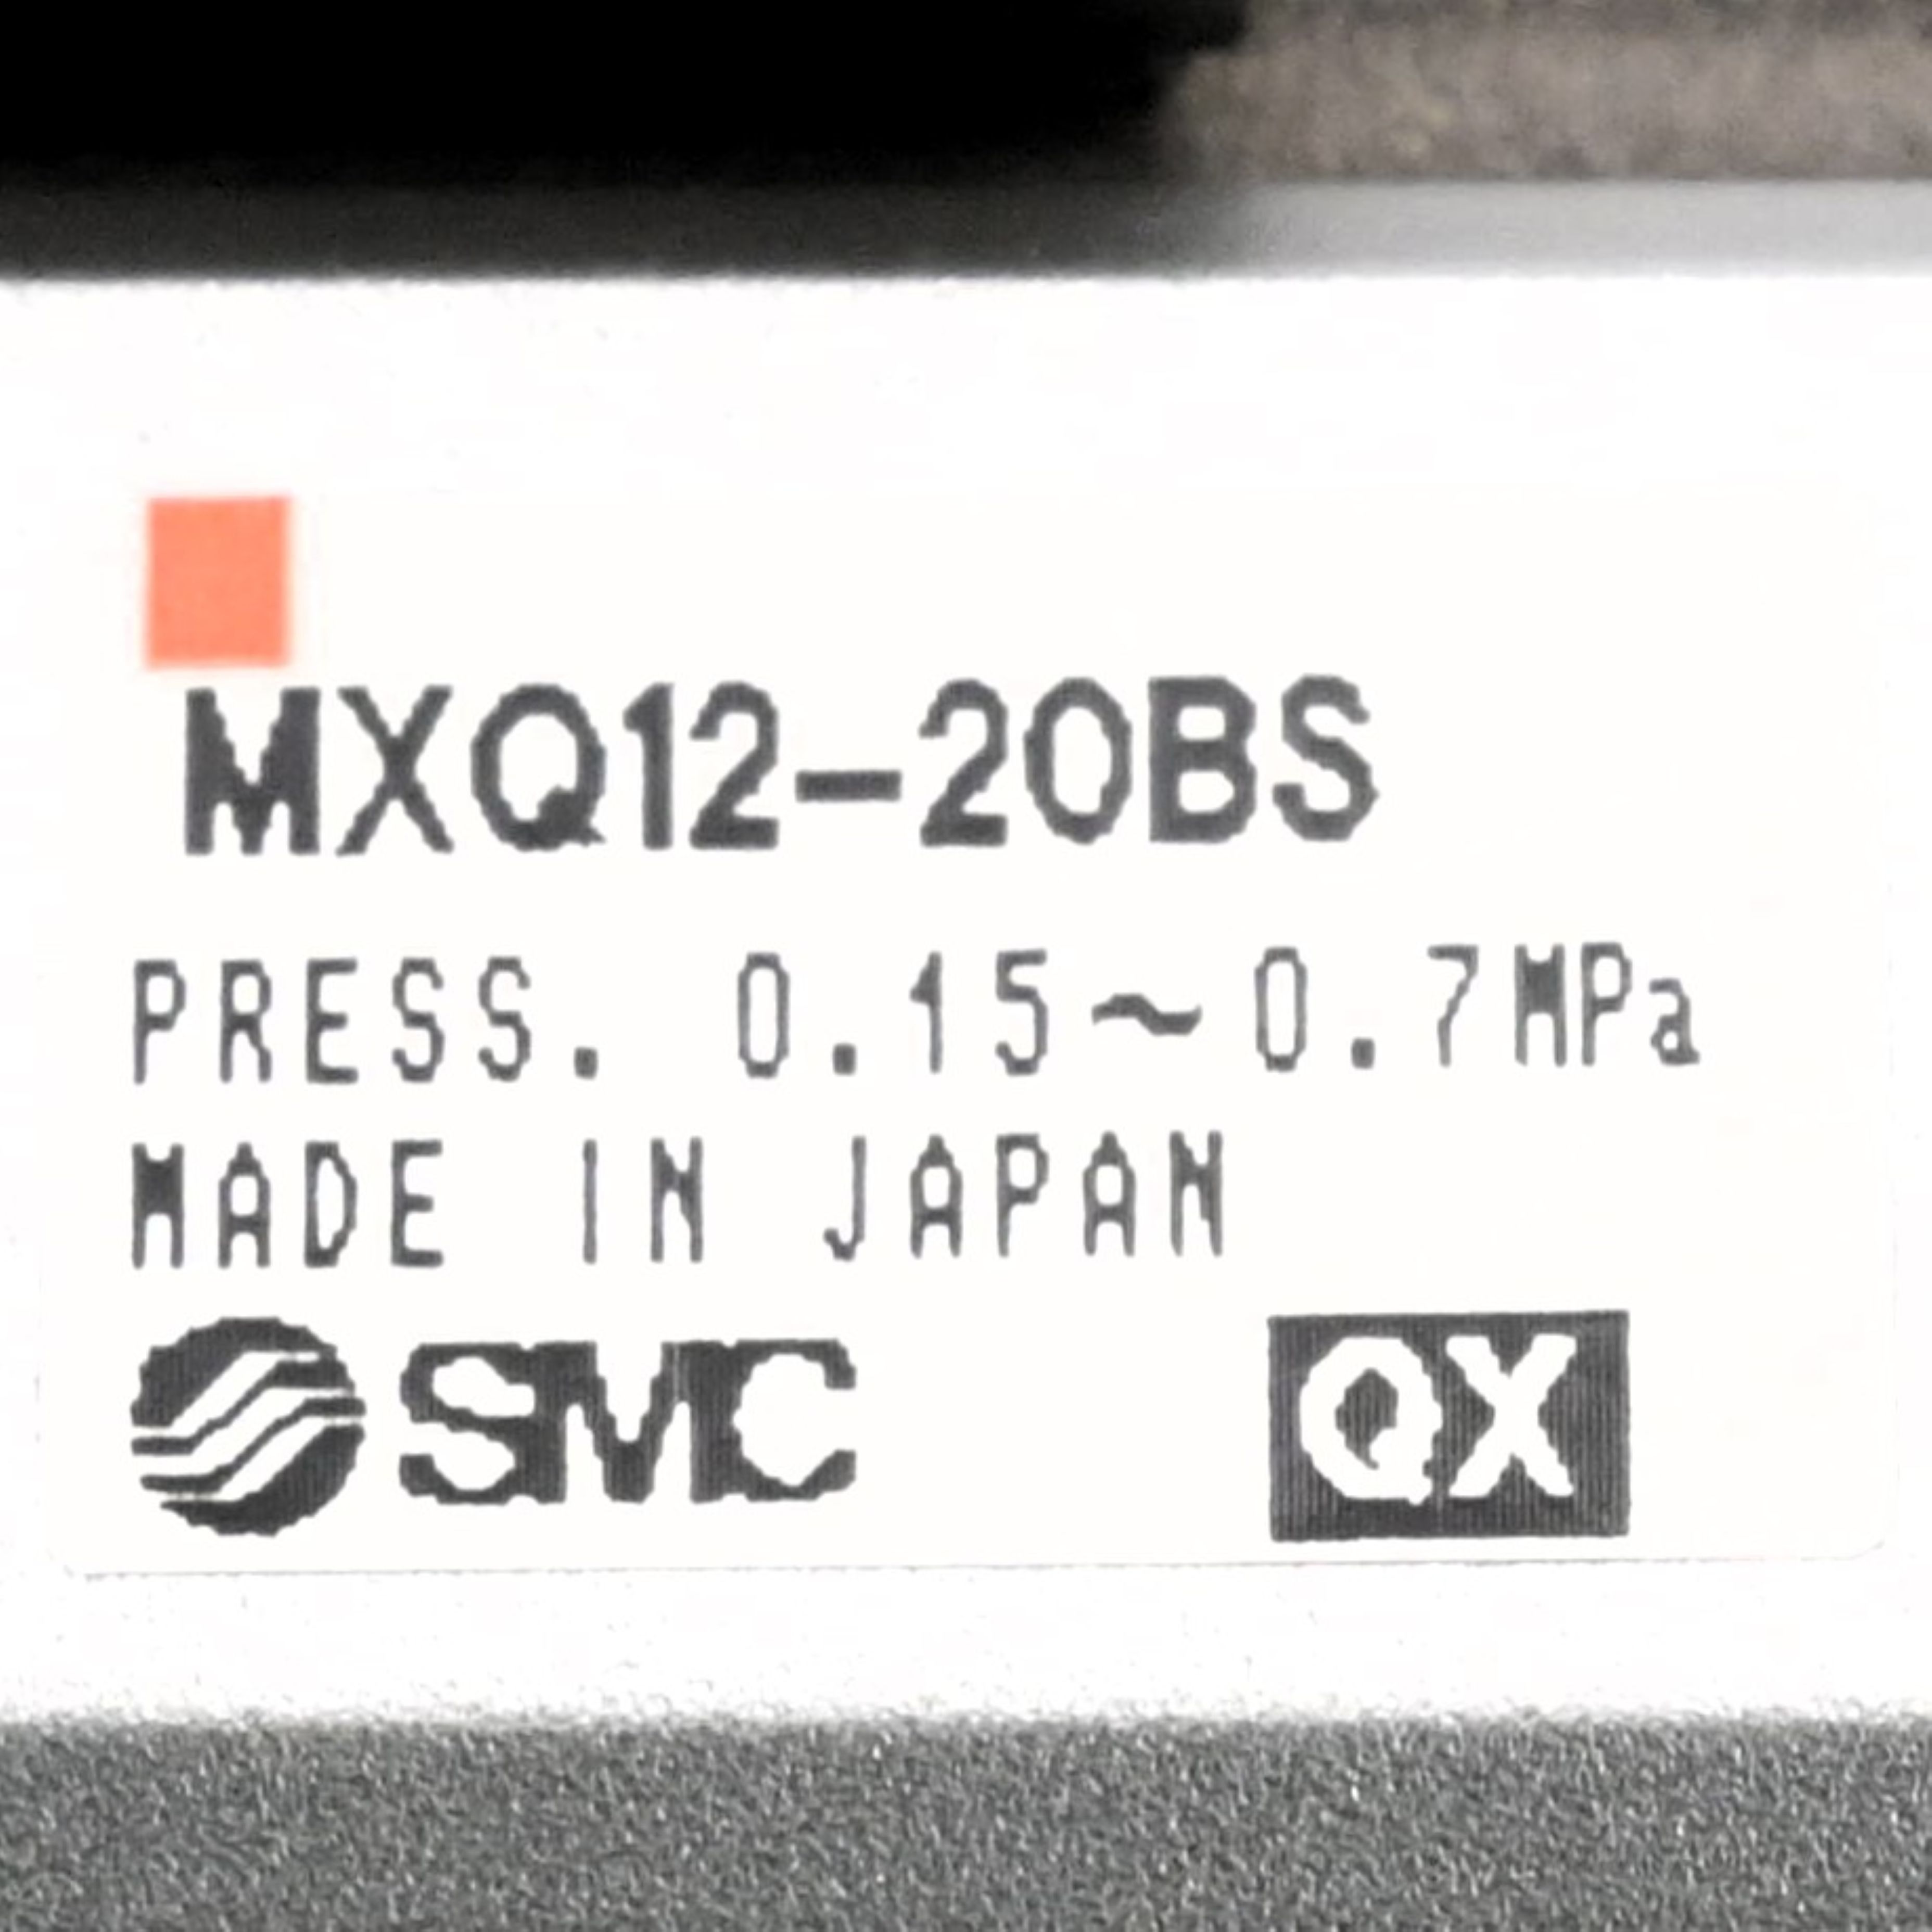 MXQ12-20BS
PRESS. 0.15~0.7MPa
MADE IN JAPAN
SMC QX